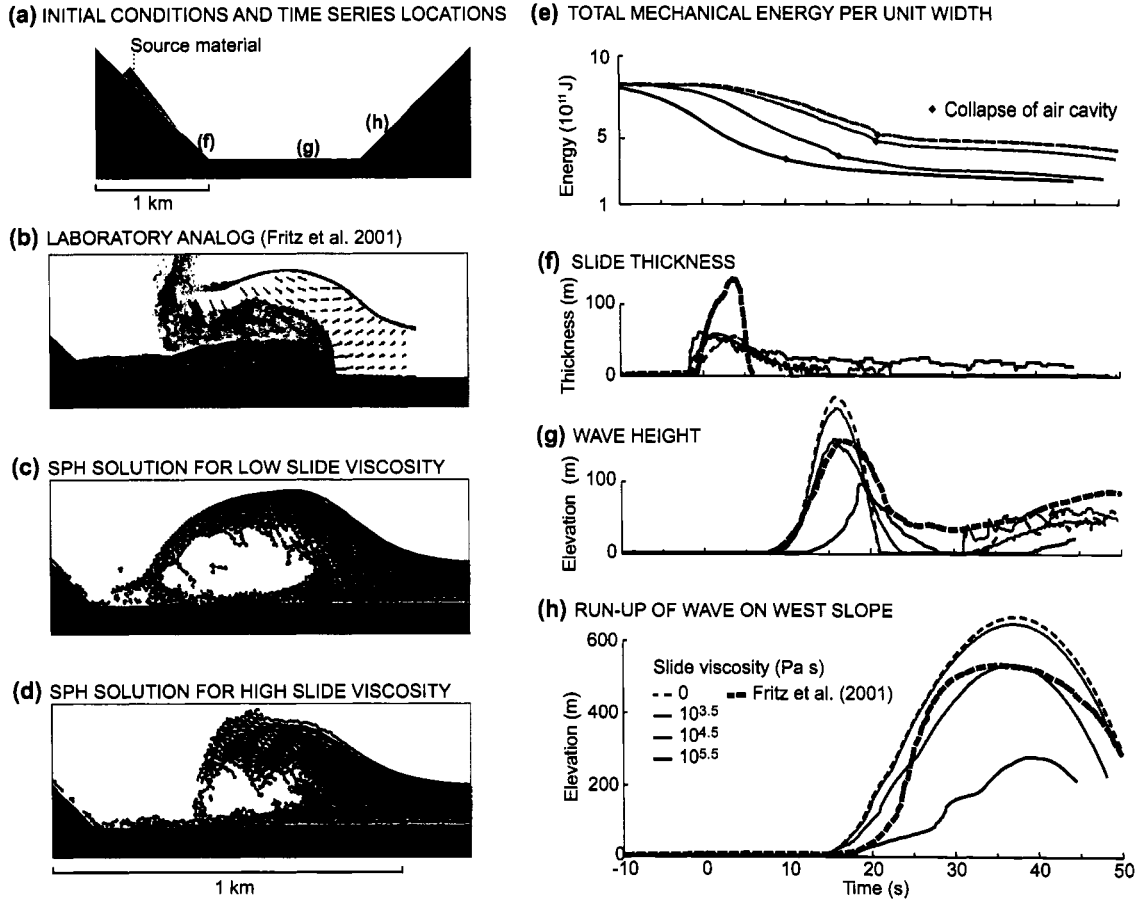 (a) INITIAL CONDITIONS AND TIME SERIES LOCATIONS
Source material
(f)
(g)
(h)
1 km
(b) LABORATORY ANALOG (Fritz et al. 2001)
(c) SPH SOLUTION FOR LOW SLIDE VISCOSITY
(d) SPH SOLUTION FOR HIGH SLIDE VISCOSITY
1 km
(e) TOTAL MECHANICAL ENERGY PER UNIT WIDTH
Energy (10¹¹ J)
10
5
1
Collapse of air cavity
(f) SLIDE THICKNESS
Thickness (m)
100
0
(g) WAVE HEIGHT
Elevation (m)
100
0
(h) RUN-UP OF WAVE ON WEST SLOPE
Elevation (m)
600
400
200
0
Slide viscosity (Pa s)
0 Fritz et al. (2001)
10³·⁵
10⁴·⁵
10⁵·⁵
-10 0 10 20 30 40 50
Time (s)